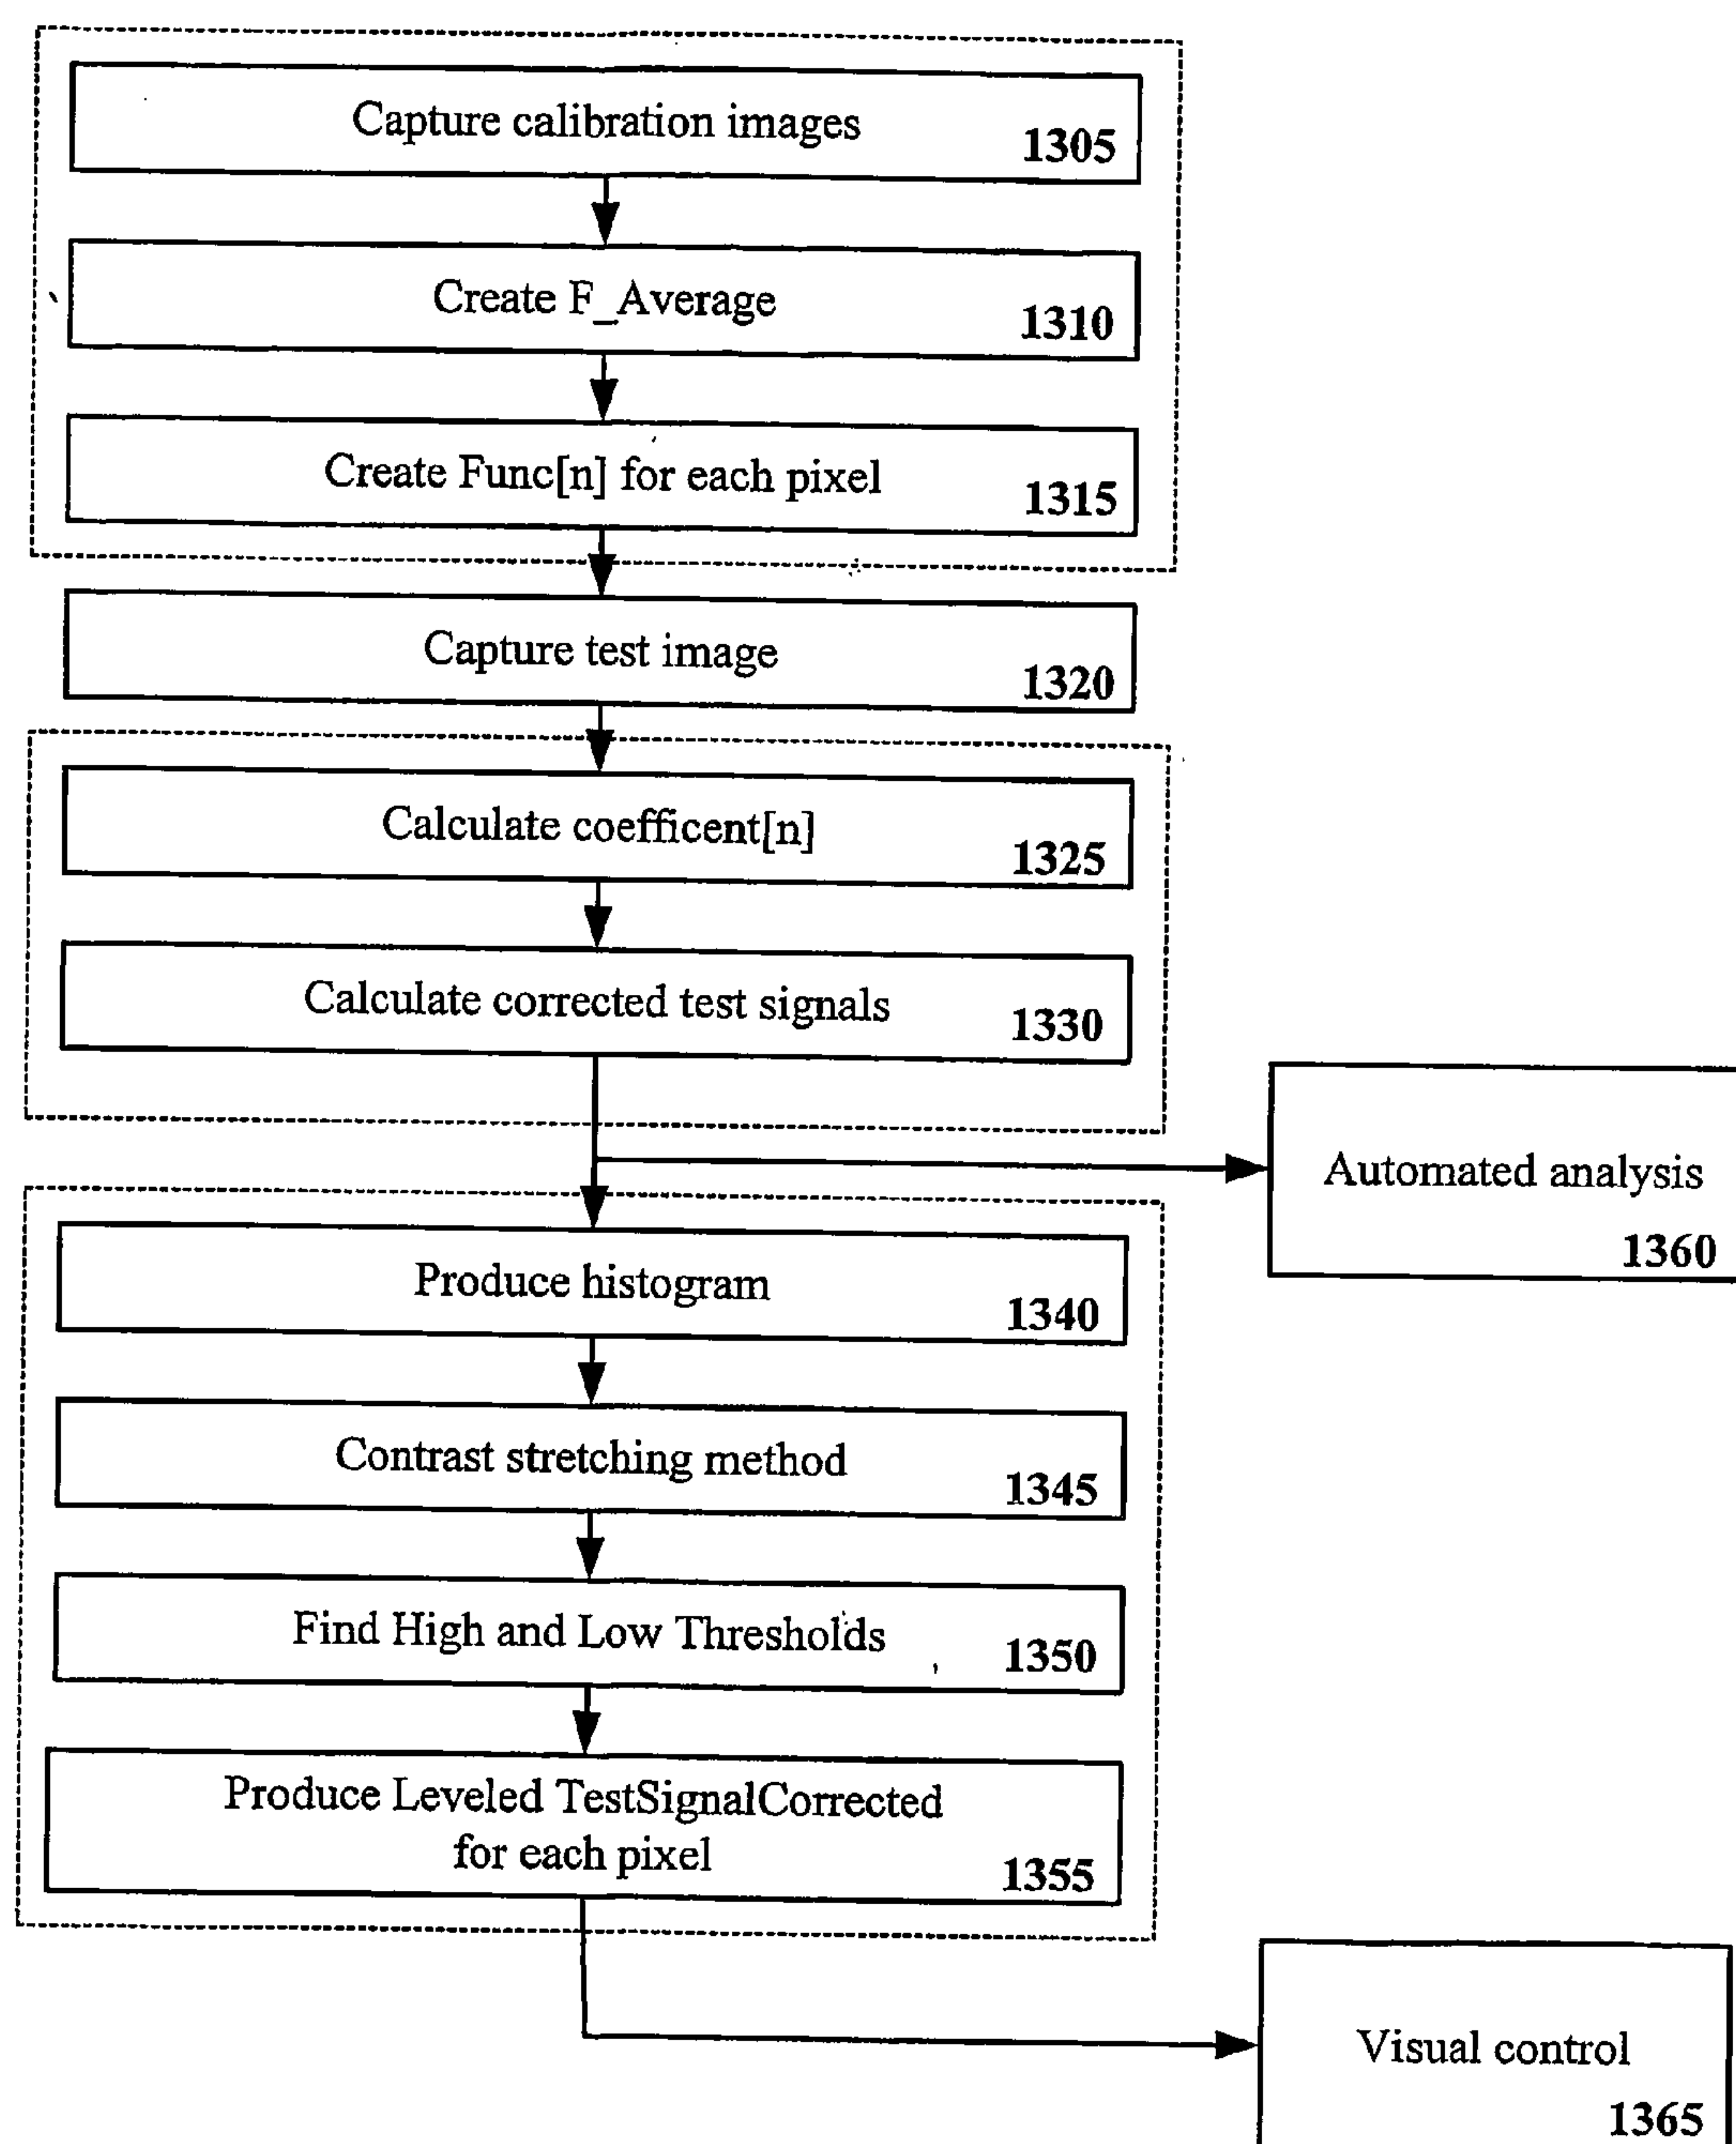 Capture calibration images
1305
Create F_Average
1310
Create Func[n] for each pixel
1315
Capture test image
1320
Calculate coefficent[n]
1325
Calculate corrected test signals
1330
Automated analysis
1360
Produce histogram
1340
Contrast stretching method
1345
Find High and Low Thresholds
1350
Produce Leveled TestSignalCorrected
for each pixel
1355
Visual control
1365